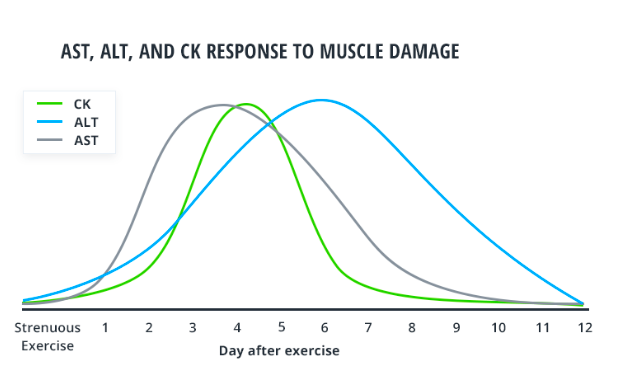 AST, ALT, AND CK RESPONSE TO MUSCLE DAMAGE
CK
ALT
AST
Strenuous
Exercise
1 2 3 4 5 6 7 8 9 10 11 12
Day after exercise